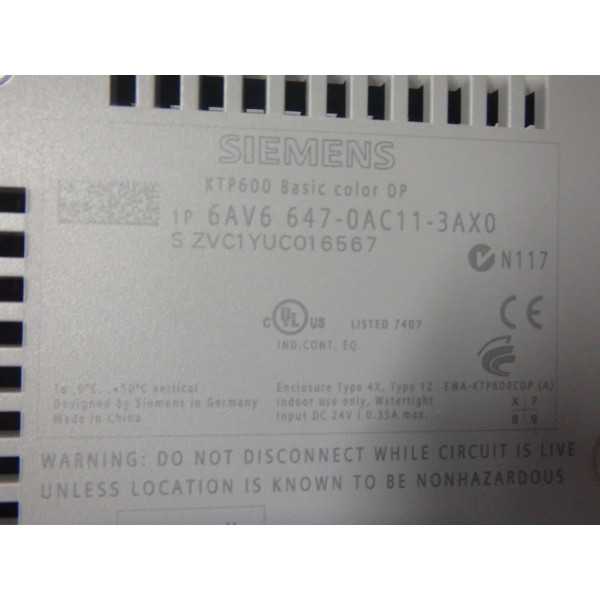 SIEMENS
KTP600 Basic color DP
1P 6AV6 647-0AC11-3AX0
S ZVC1YUC016567
N117
CE
c UL US LISTED 74D7
IND.CONT. EQ.
Ta: 0°C...+50°C vertical
Designed by Siemens in Germany
Made in China
Enclosure Type 4X, Type 12
Indoor use only, Watertight
Input DC 24V / 0.35A max.
EWA-KTP600CDP (A)
X 7
8 9
WARNING: DO NOT DISCONNECT WHILE CIRCUIT IS LIVE
UNLESS LOCATION IS KNOWN TO BE NONHAZARDOUS